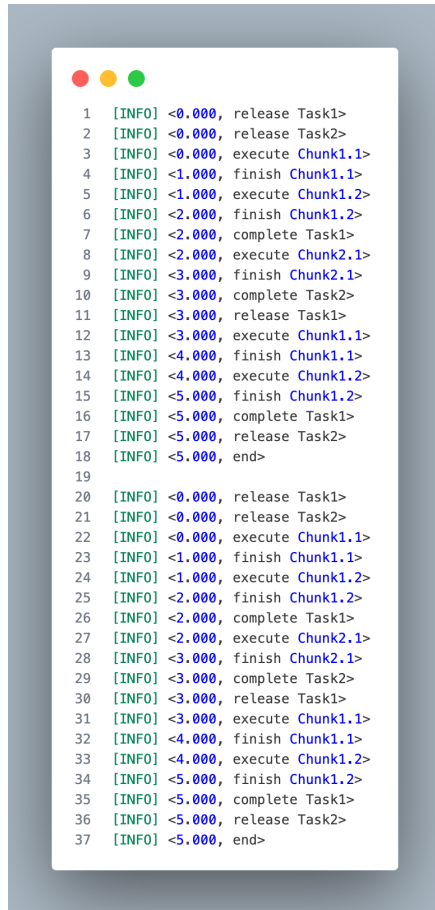 1 [INFO] <0.000, release Task1>
2 [INFO] <0.000, release Task2>
3 [INFO] <0.000, execute Chunk1.1>
4 [INFO] <1.000, finish Chunk1.1>
5 [INFO] <1.000, execute Chunk1.2>
6 [INFO] <2.000, finish Chunk1.2>
7 [INFO] <2.000, complete Task1>
8 [INFO] <2.000, execute Chunk2.1>
9 [INFO] <3.000, finish Chunk2.1>
10 [INFO] <3.000, complete Task2>
11 [INFO] <3.000, release Task1>
12 [INFO] <3.000, execute Chunk1.1>
13 [INFO] <4.000, finish Chunk1.1>
14 [INFO] <4.000, execute Chunk1.2>
15 [INFO] <5.000, finish Chunk1.2>
16 [INFO] <5.000, complete Task1>
17 [INFO] <5.000, release Task2>
18 [INFO] <5.000, end>
19
20 [INFO] <0.000, release Task1>
21 [INFO] <0.000, release Task2>
22 [INFO] <0.000, execute Chunk1.1>
23 [INFO] <1.000, finish Chunk1.1>
24 [INFO] <1.000, execute Chunk1.2>
25 [INFO] <2.000, finish Chunk1.2>
26 [INFO] <2.000, complete Task1>
27 [INFO] <2.000, execute Chunk2.1>
28 [INFO] <3.000, finish Chunk2.1>
29 [INFO] <3.000, complete Task2>
30 [INFO] <3.000, release Task1>
31 [INFO] <3.000, execute Chunk1.1>
32 [INFO] <4.000, finish Chunk1.1>
33 [INFO] <4.000, execute Chunk1.2>
34 [INFO] <5.000, finish Chunk1.2>
35 [INFO] <5.000, complete Task1>
36 [INFO] <5.000, release Task2>
37 [INFO] <5.000, end>